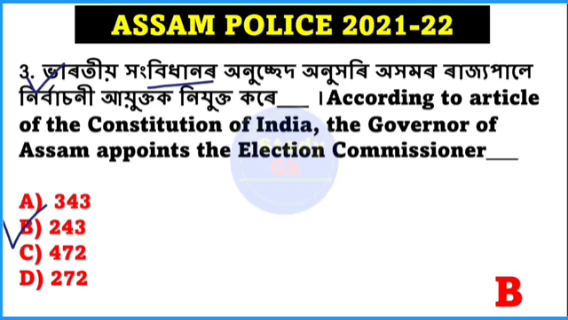 ASSAM POLICE 2021-22
3. ভাৰতীয় সংবিধানৰ অনুচ্ছেদ অনুসৰি অসমৰ ৰাজ্যপালে
নিৰ্বাচনী আয়ুক্তক নিযুক্ত কৰে___ ।According to article
of the Constitution of India, the Governor of
Assam appoints the Election Commissioner___
A) 343
B) 243
C) 472
D) 272
B